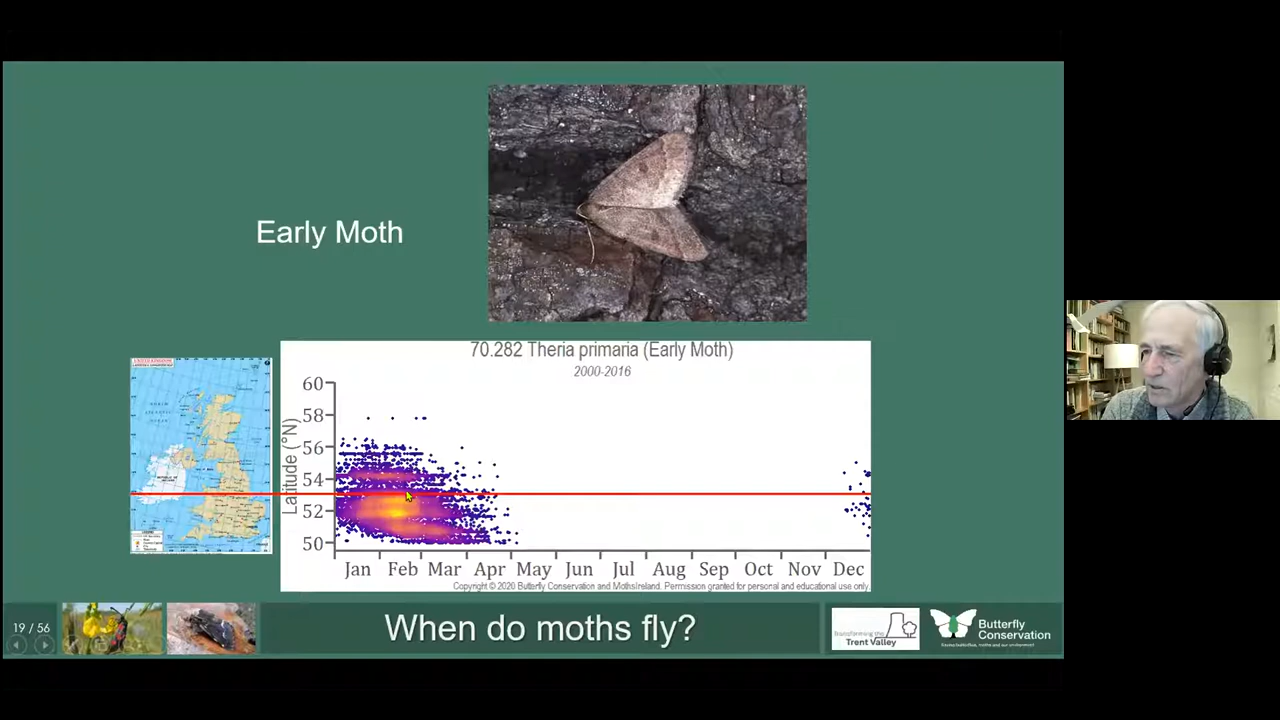 Early Moth
70.282 Theria primaria (Early Moth)
2000-2016
Latitude (°N)
60
58
56
54
52
50
Jan Feb Mar Apr May Jun Jul Aug Sep Oct Nov Dec
Copyright © 2020 Butterfly Conservation and MothsIreland. Permission granted for personal and educational use only.
19 / 56
When do moths fly?
Transforming the
Trent Valley
Butterfly
Conservation